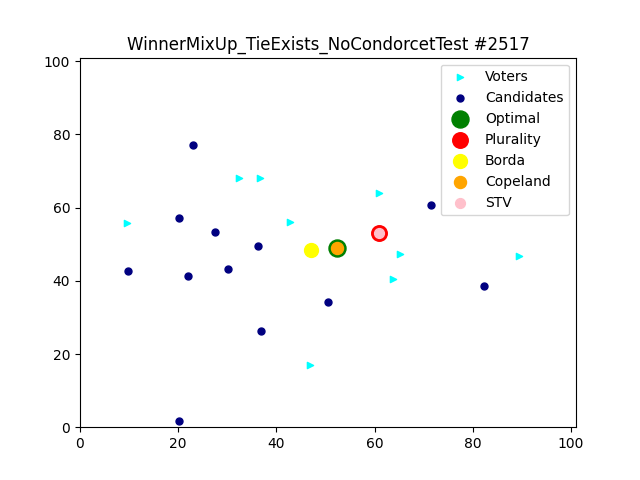 WinnerMixUp_TieExists_NoCondorcetTest #2517
100
80
60
40
20
0
0 20 40 60 80 100
Voters
Candidates
Optimal
Plurality
Borda
Copeland
STV